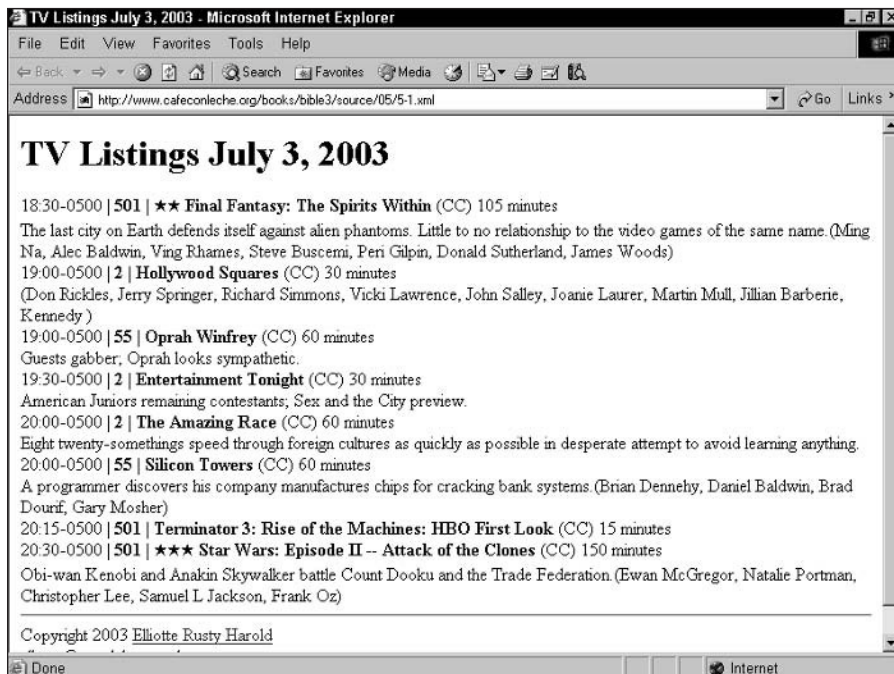 TV Listings July 3, 2003 - Microsoft Internet Explorer
File Edit View Favorites Tools Help
Back Search Favorites Media
Address http://www.cafeconleche.org/books/bible3/source/05/5-1.xml Go Links »
TV Listings July 3, 2003
18:30-0500 | 501 | ★★ Final Fantasy: The Spirits Within (CC) 105 minutes
The last city on Earth defends itself against alien phantoms. Little to no relationship to the video games of the same name.(Ming
Na, Alec Baldwin, Ving Rhames, Steve Buscemi, Peri Gilpin, Donald Sutherland, James Woods)
19:00-0500 | 2 | Hollywood Squares (CC) 30 minutes
(Don Rickles, Jerry Springer, Richard Simmons, Vicki Lawrence, John Salley, Joanie Laurer, Martin Mull, Jillian Barberie,
Kennedy )
19:00-0500 | 55 | Oprah Winfrey (CC) 60 minutes
Guests gabber; Oprah looks sympathetic.
19:30-0500 | 2 | Entertainment Tonight (CC) 30 minutes
American Juniors remaining contestants; Sex and the City preview.
20:00-0500 | 2 | The Amazing Race (CC) 60 minutes
Eight twenty-somethings speed through foreign cultures as quickly as possible in desperate attempt to avoid learning anything.
20:00-0500 | 55 | Silicon Towers (CC) 60 minutes
A programmer discovers his company manufactures chips for cracking bank systems.(Brian Dennehy, Daniel Baldwin, Brad
Dourif, Gary Mosher)
20:15-0500 | 501 | Terminator 3: Rise of the Machines: HBO First Look (CC) 15 minutes
20:30-0500 | 501 | ★★★ Star Wars: Episode II -- Attack of the Clones (CC) 150 minutes
Obi-wan Kenobi and Anakin Skywalker battle Count Dooku and the Trade Federation.(Ewan McGregor, Natalie Portman,
Christopher Lee, Samuel L Jackson, Frank Oz)
Copyright 2003 Elliotte Rusty Harold
Done Internet